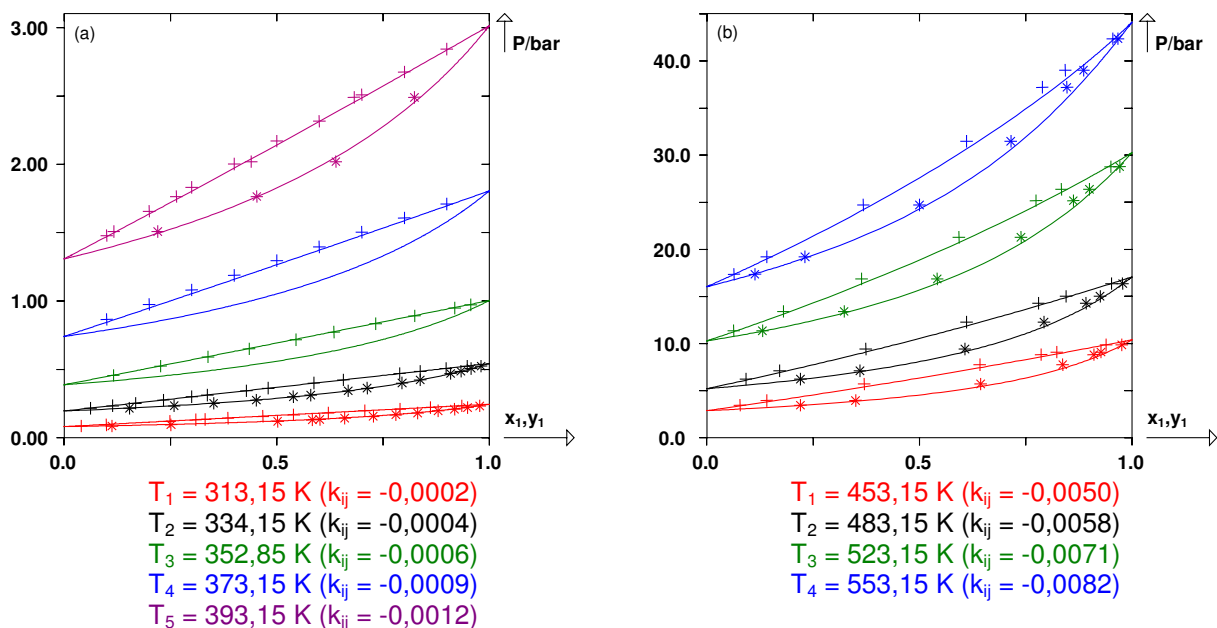 (a)
P/bar
3.00
2.00
1.00
0.00
0.0 0.5 1.0
x₁,y₁
T₁ = 313,15 K (kᵢⱼ = -0,0002)
T₂ = 334,15 K (kᵢⱼ = -0,0004)
T₃ = 352,85 K (kᵢⱼ = -0,0006)
T₄ = 373,15 K (kᵢⱼ = -0,0009)
T₅ = 393,15 K (kᵢⱼ = -0,0012)
(b)
P/bar
40.0
30.0
20.0
10.0
0.0
0.0 0.5 1.0
x₁,y₁
T₁ = 453,15 K (kᵢⱼ = -0,0050)
T₂ = 483,15 K (kᵢⱼ = -0,0058)
T₃ = 523,15 K (kᵢⱼ = -0,0071)
T₄ = 553,15 K (kᵢⱼ = -0,0082)